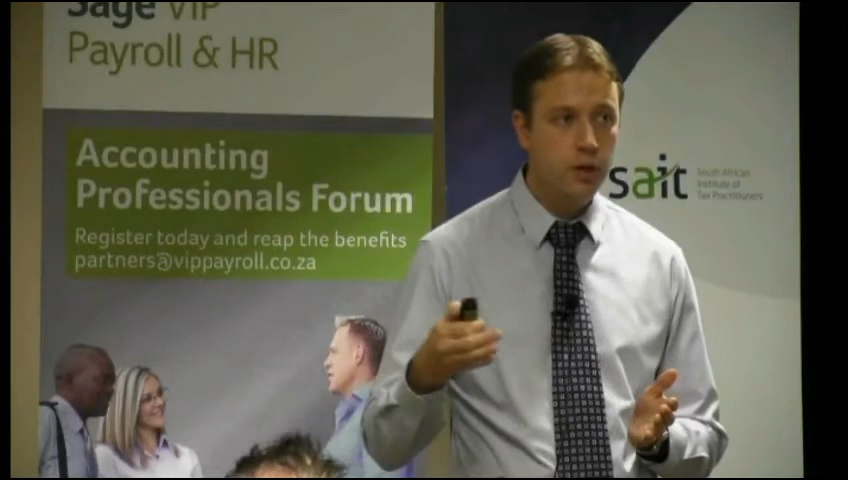 Sage VIP
Payroll & HR
Accounting
Professionals Forum
Register today and reap the benefits
partners@vippayroll.co.za
sait
South African
Institute of
Tax Practitioners